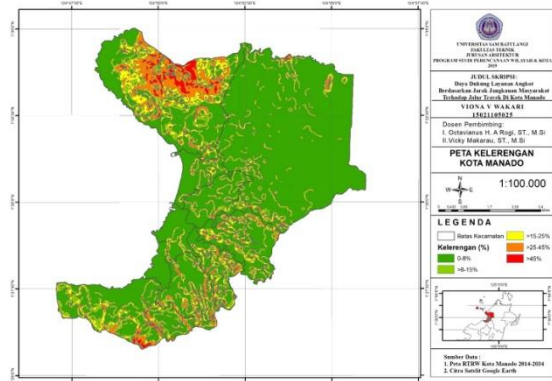 UNIVERSITAS SAM RATULANGI
FAKULTAS TEKNIK
JURUSAN ARSITEKTUR
PROGRAM STUDI PERENCANAAN WILAYAH & KOTA
2019
JUDUL SKRIPSI:
Daya Dukung Layanan Angkot
Berdasarkan Jarak Jangkauan Masyarakat
Terhadap Jalur Trayek Di Kota Manado
VIONA V WAKARI
15021105025
Dosen Pembimbing:
I. Octavianus H. A Rogi, ST., M.Si
II.Vicky Makarau, ST., M.Si
PETA KELERENGAN
KOTA MANADO
N
W E
S
1:100.000
LEGENDA
Batas Kecamatan
Kelerengan (%)
0-8%
>8-15%
>15-25%
>25-45%
>45%
Sumber Data :
1. Peta RTRW Kota Manado 2014-2034
2. Citra Satelit Google Earth